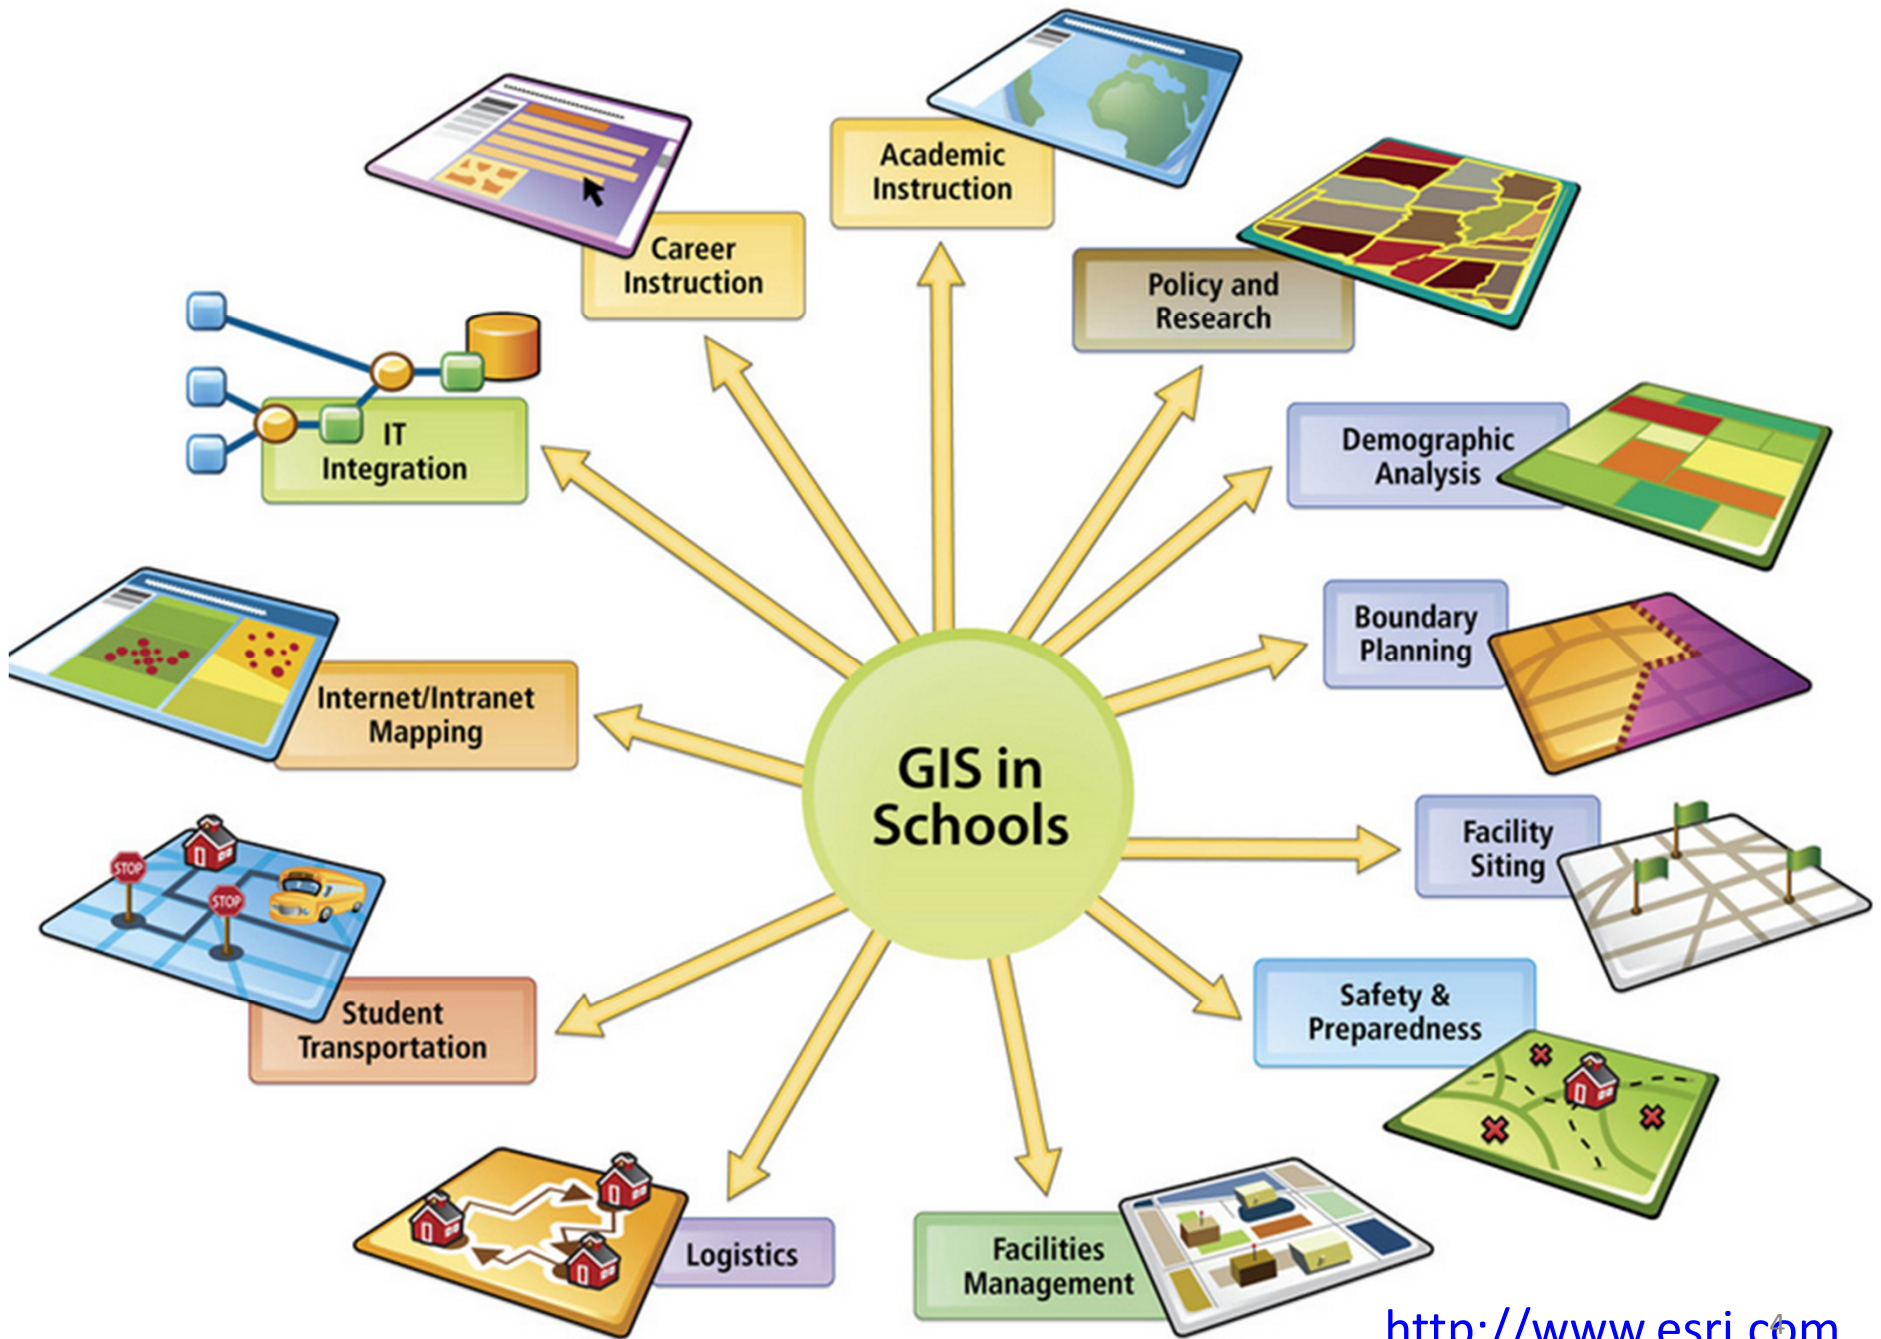 Academic
Instruction
Career
Instruction
Policy and
Research
IT
Integration
Demographic
Analysis
Boundary
Planning
Internet/Intranet
Mapping
GIS in
Schools
Facility
Siting
STOP
STOP
Safety &
Preparedness
Student
Transportation
Logistics
Facilities
Management
http://www.esri.com
4